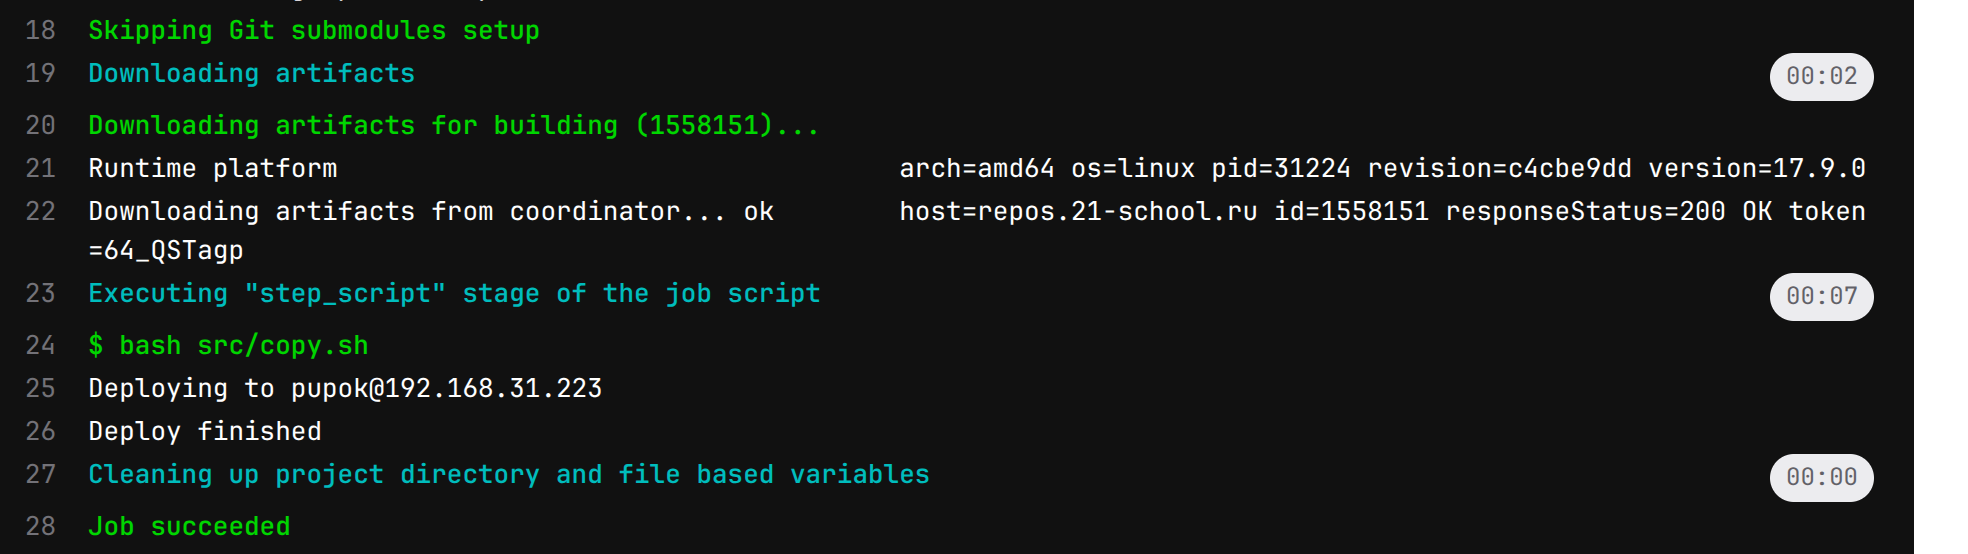 18 Skipping Git submodules setup
19 Downloading artifacts 00:02
20 Downloading artifacts for building (1558151)...
21 Runtime platform arch=amd64 os=linux pid=31224 revision=c4cbe9dd version=17.9.0
22 Downloading artifacts from coordinator... ok host=repos.21-school.ru id=1558151 responseStatus=200 OK token
=64_QSTagp
23 Executing "step_script" stage of the job script 00:07
24 $ bash src/copy.sh
25 Deploying to pupok@192.168.31.223
26 Deploy finished
27 Cleaning up project directory and file based variables 00:00
28 Job succeeded